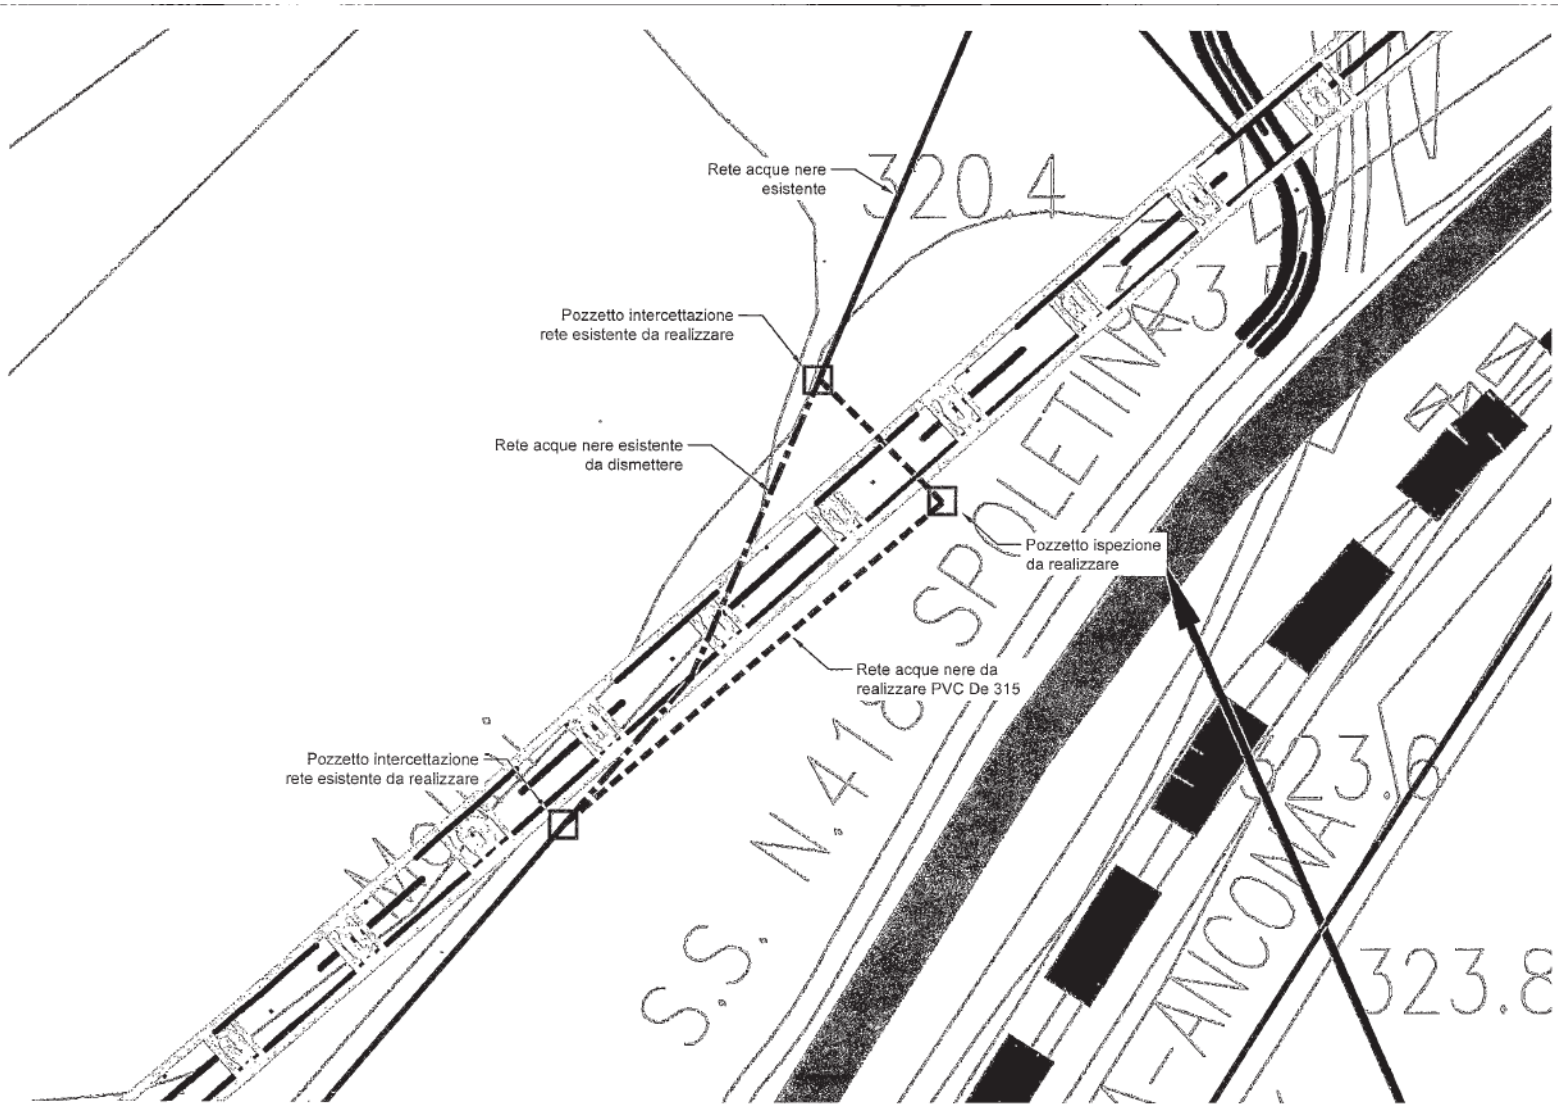 Rete acque nere
esistente
320.4
Pozzetto intercettazione
rete esistente da realizzare
Rete acque nere esistente
da dismettere
Pozzetto ispezione
da realizzare
Rete acque nere da
realizzare PVC De 315
Pozzetto intercettazione
rete esistente da realizzare
S.S. N.418 SPOLETINA
323.6
-ANCONA
323.8